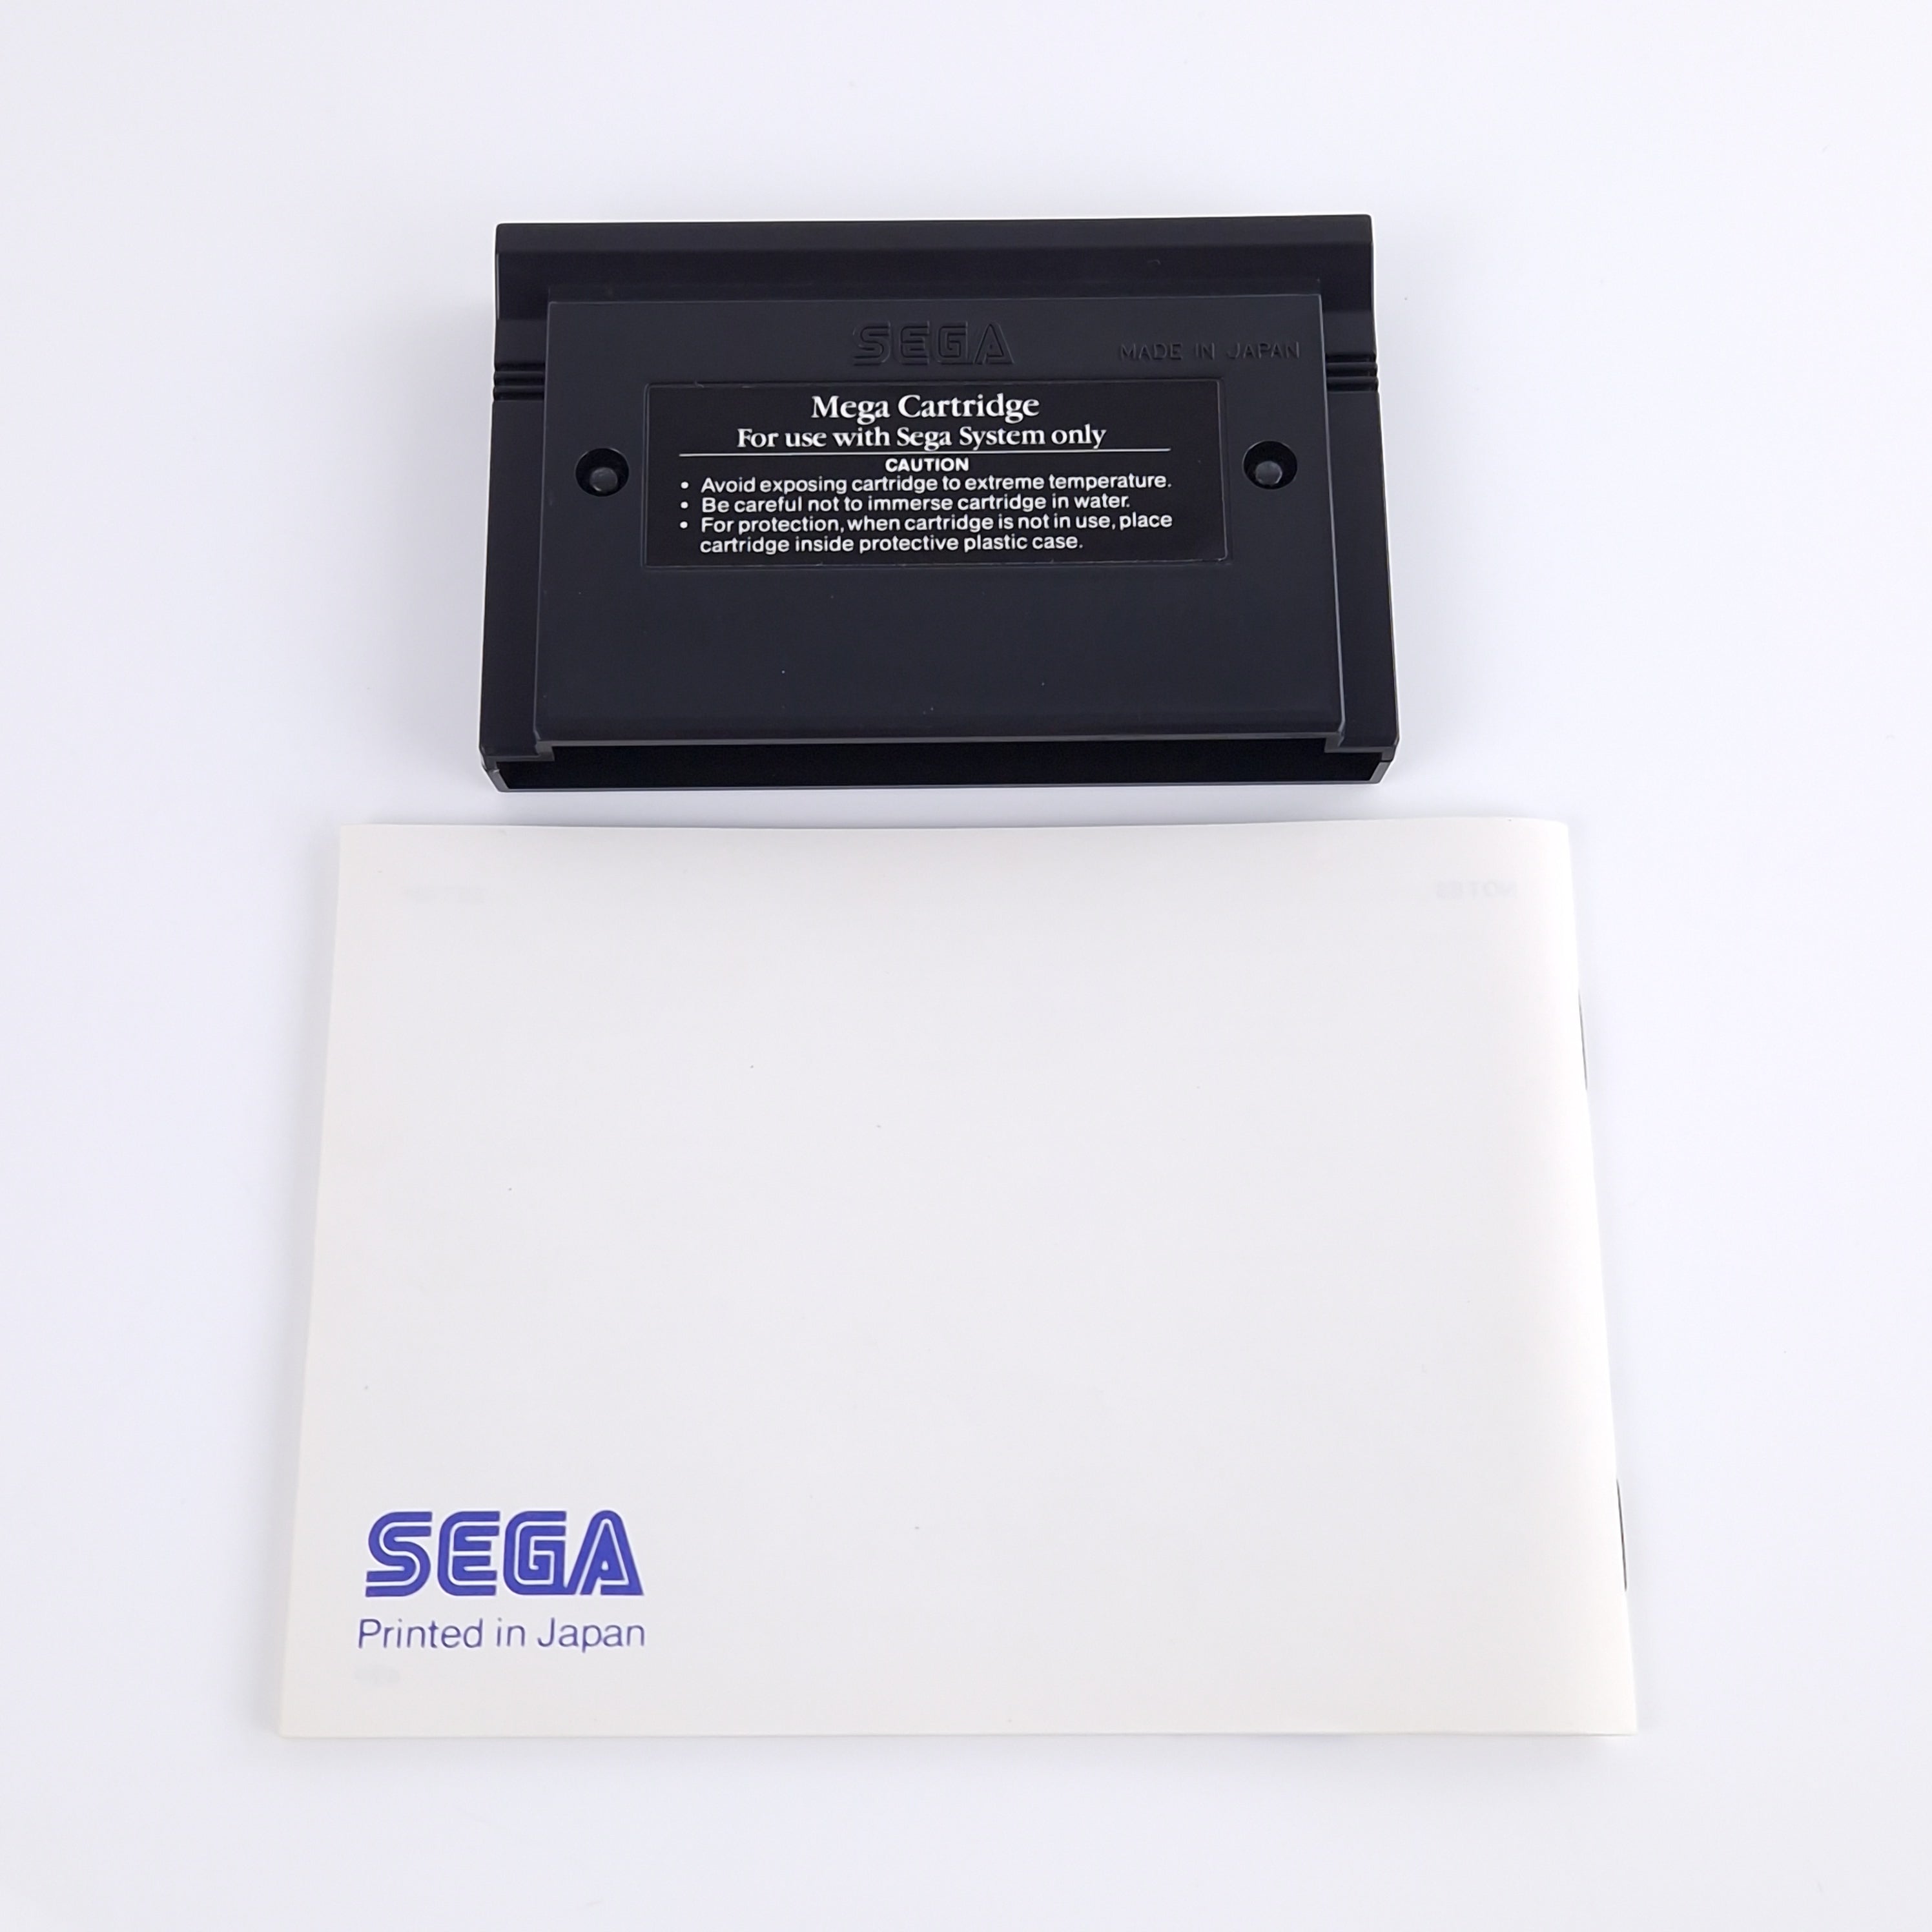 SEGA
MADE IN JAPAN
Mega Cartridge
For use with Sega System only
CAUTION
• Avoid exposing cartridge to extreme temperature.
• Be careful not to immerse cartridge in water.
• For protection, when cartridge is not in use, place
cartridge inside protective plastic case.
NOTES
SEGA
Printed in Japan